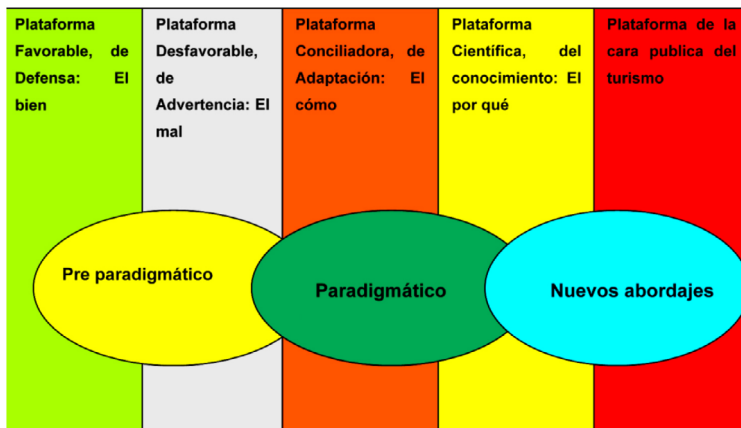 Plataforma
Favorable, de
Defensa: El
bien
Plataforma
Desfavorable,
de
Advertencia: El
mal
Plataforma
Conciliadora, de
Adaptación: El
cómo
Plataforma
Científica, del
conocimiento: El
por qué
Plataforma de la
cara publica del
turismo
Pre paradigmático
Paradigmático
Nuevos abordajes